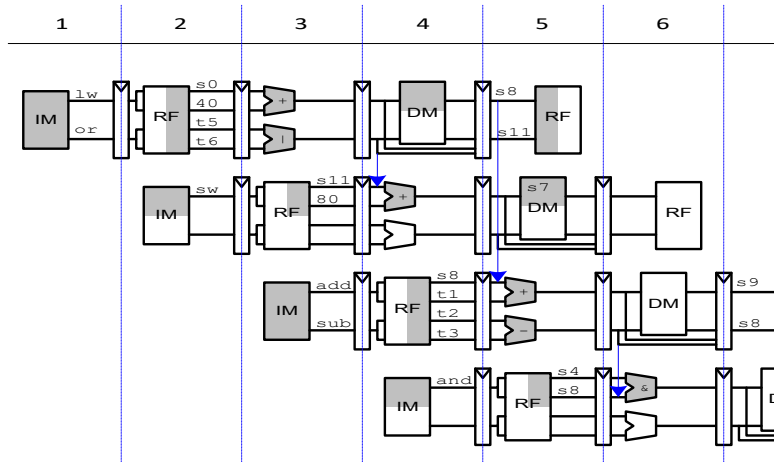 1 2 3 4 5 6
IM lw or RF s0 40 t5 t6 + | DM s8 s11 RF
IM sw RF s11 80 + s7 DM RF
IM add sub RF s8 t1 t2 t3 + - DM s9 s8
IM and RF s4 s8 & D